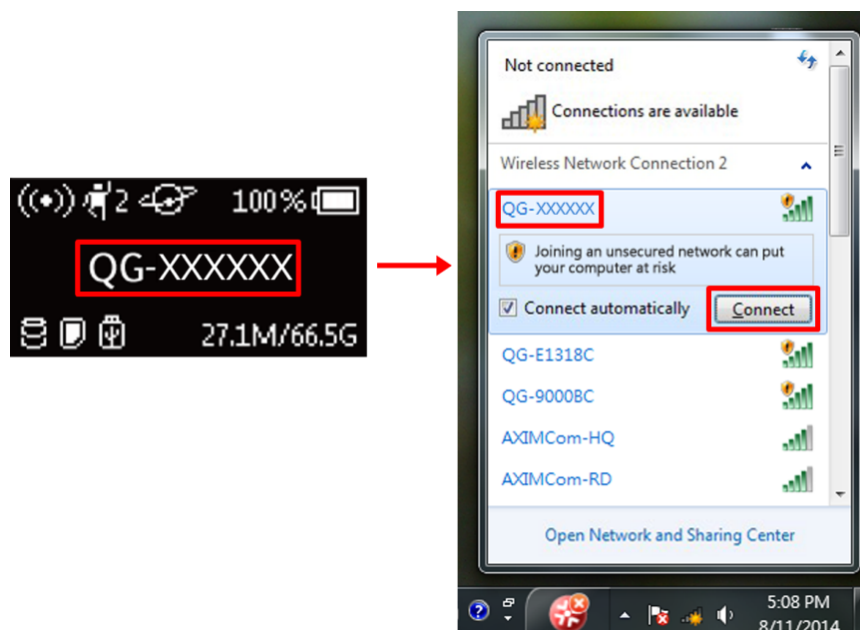 2 100%
QG-XXXXXX
27.1M/66.5G
Not connected
Connections are available
Wireless Network Connection 2
QG-XXXXXX
Joining an unsecured network can put
your computer at risk
Connect automatically Connect
QG-E1318C
QG-9000BC
AXIMCom-HQ
AXIMCom-RD
Open Network and Sharing Center
5:08 PM
8/11/2014